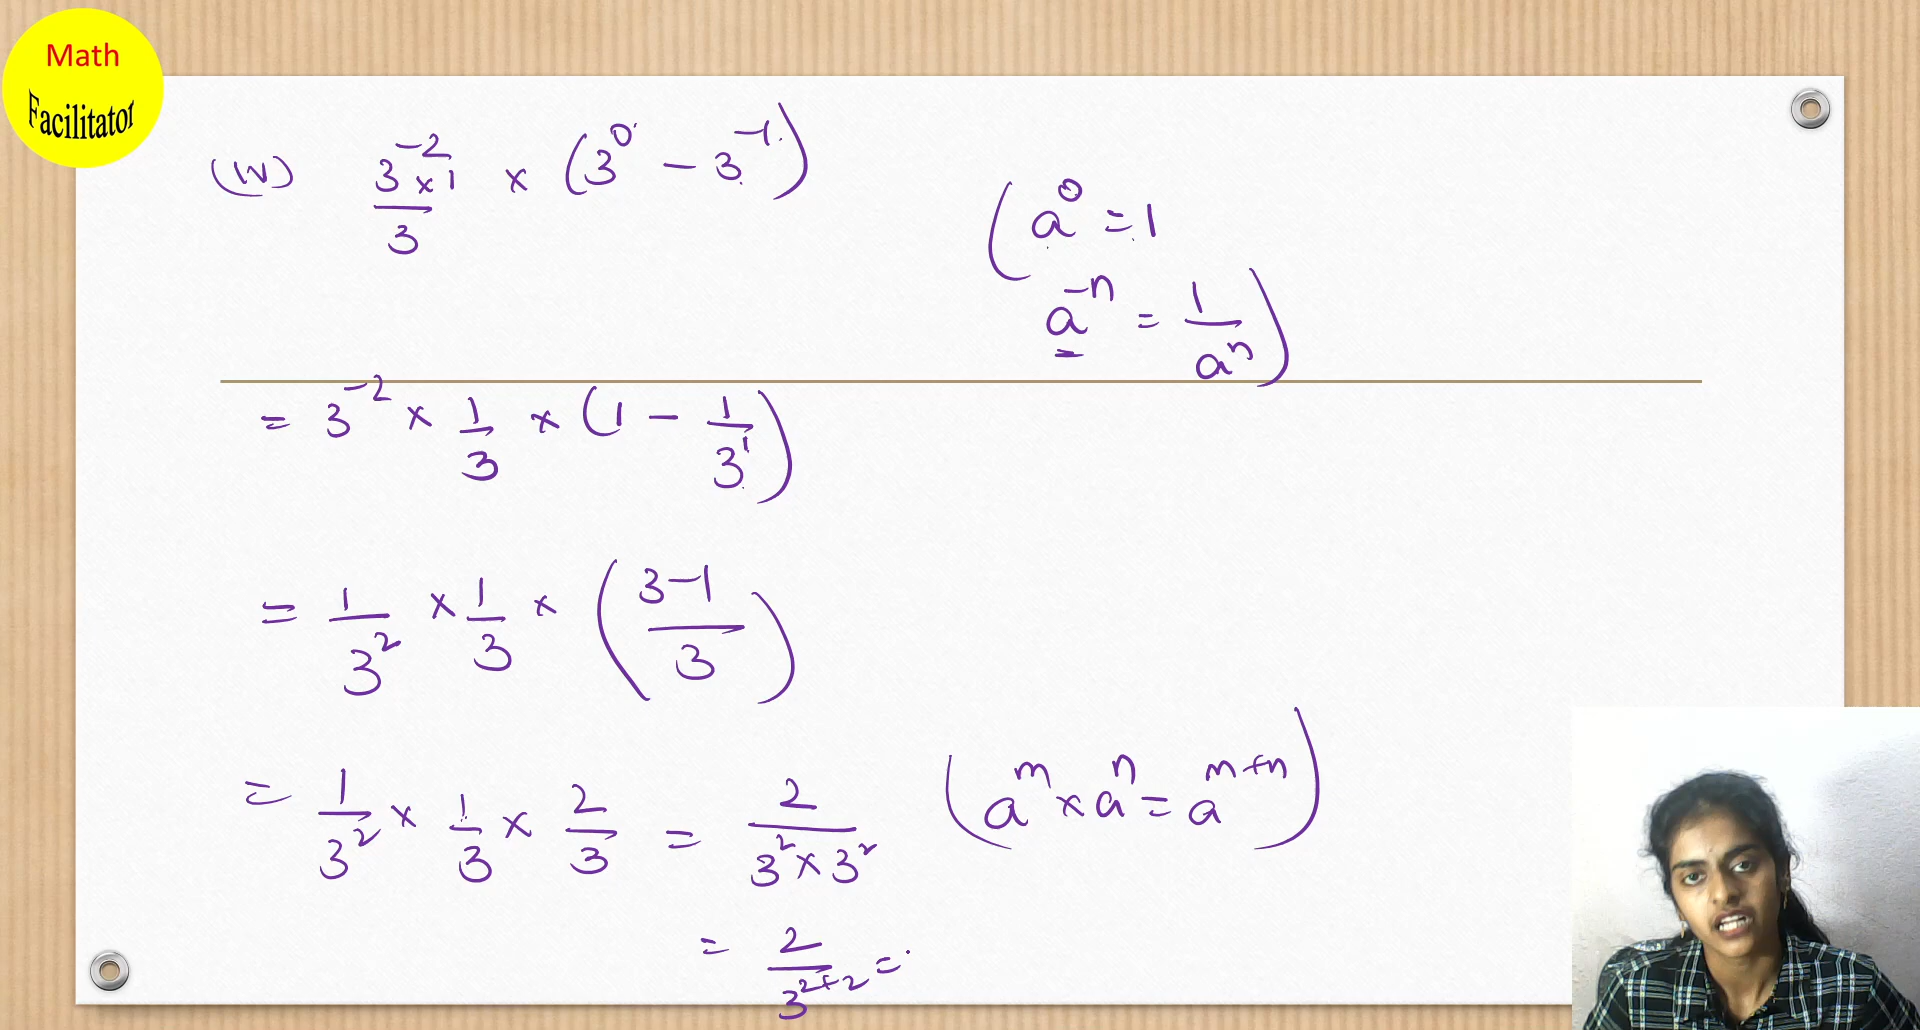 Math
Facilitator
(IV) 3^-2 × 1 / 3 × (3^0 - 3^-1)
(a^0 = 1
a^-n = 1/a^n)
= 3^-2 × 1/3 × (1 - 1/3^1)
= 1/3^2 × 1/3 × (3-1 / 3)
= 1/3^2 × 1/3 × 2/3 = 2 / 3^2 × 3^2 (a^m × a^n = a^m+n)
= 2 / 3^2+2 =